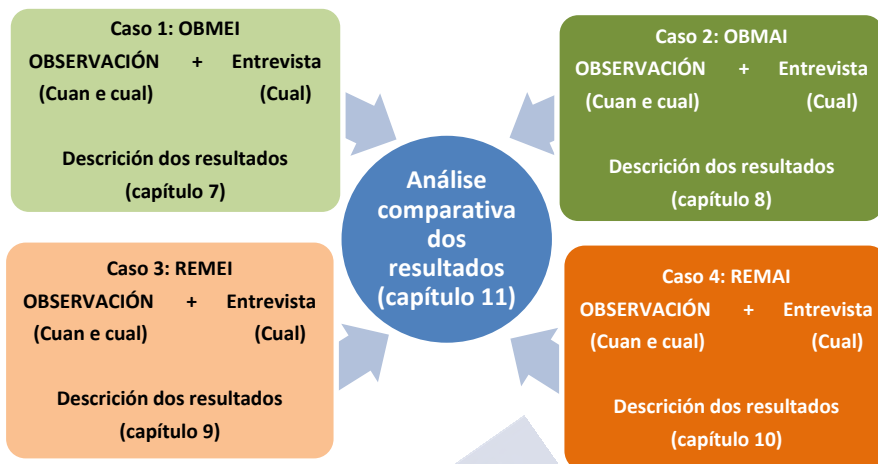 Caso 1: OBMEI
OBSERVACIÓN + Entrevista
(Cuan e cual) (Cual)
Descrición dos resultados
(capítulo 7)
Caso 2: OBMAI
OBSERVACIÓN + Entrevista
(Cuan e cual) (Cual)
Descrición dos resultados
(capítulo 8)
Análise
comparativa
dos
resultados
(capítulo 11)
Caso 3: REMEI
OBSERVACIÓN + Entrevista
(Cuan e cual) (Cual)
Descrición dos resultados
(capítulo 9)
Caso 4: REMAI
OBSERVACIÓN + Entrevista
(Cuan e cual) (Cual)
Descrición dos resultados
(capítulo 10)